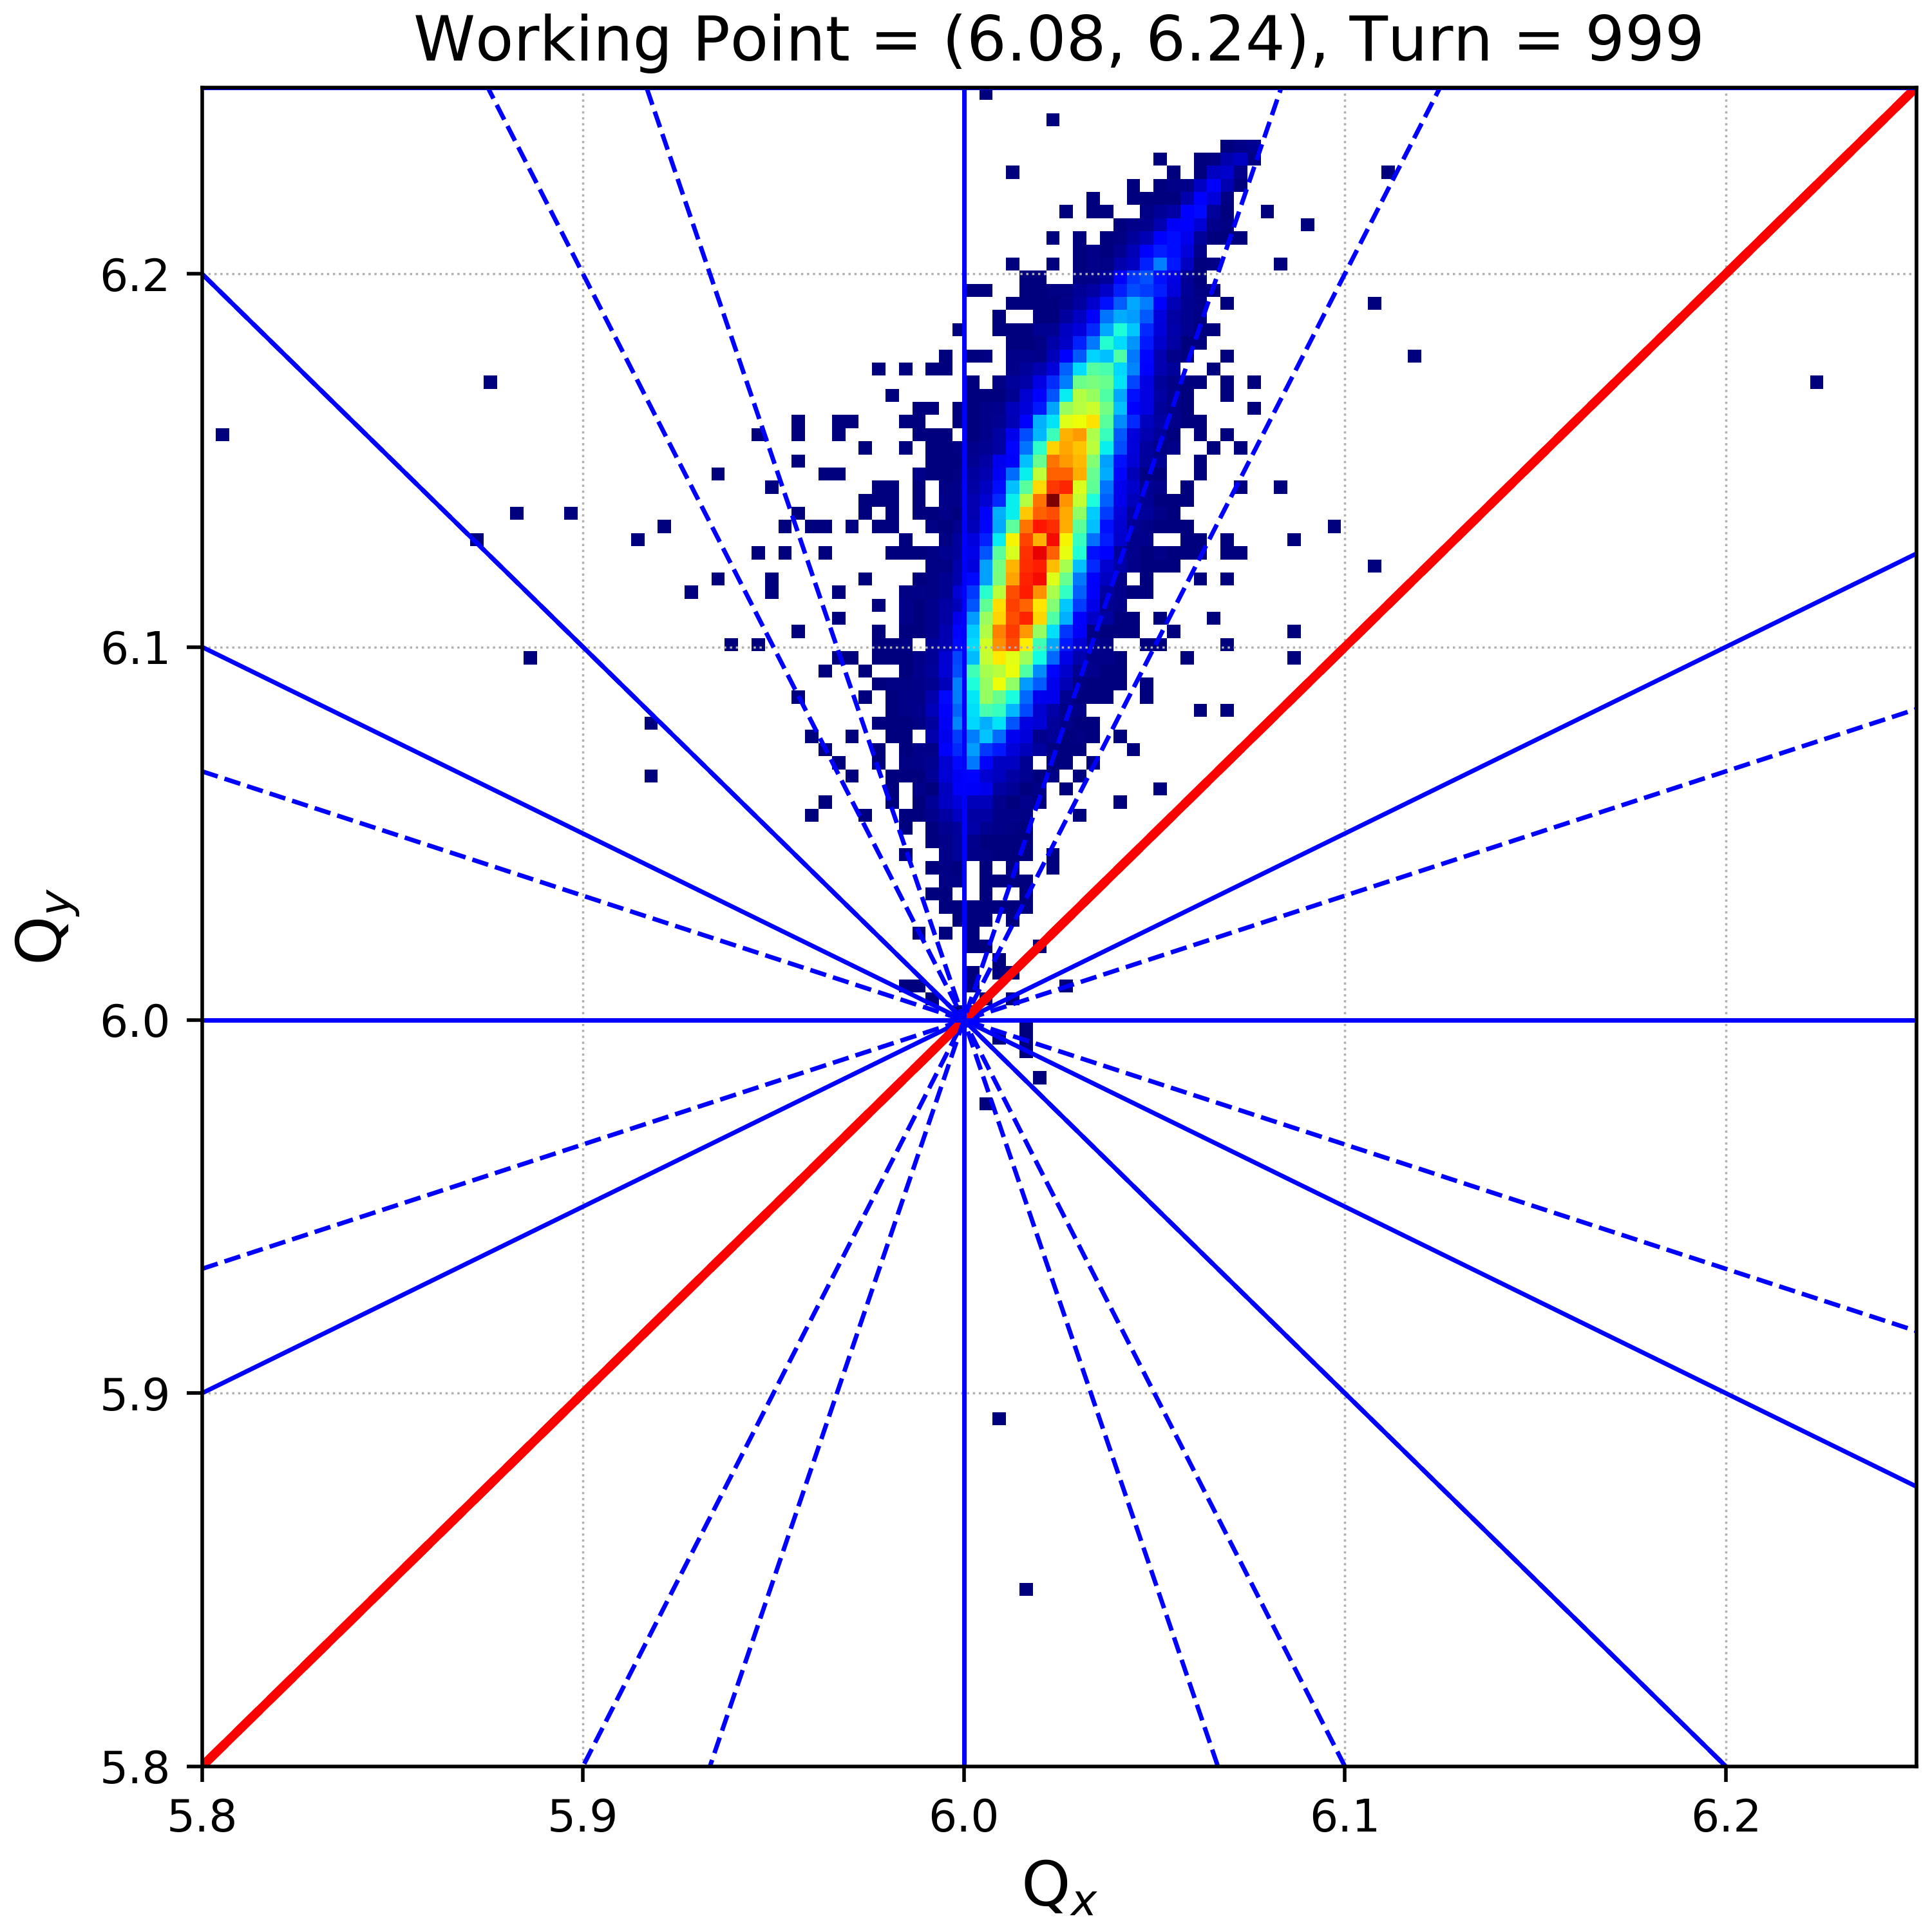 Working Point = (6.08, 6.24), Turn = 999
6.2
6.1
6.0
5.9
5.8
Qy
5.8 5.9 6.0 6.1 6.2
Qx